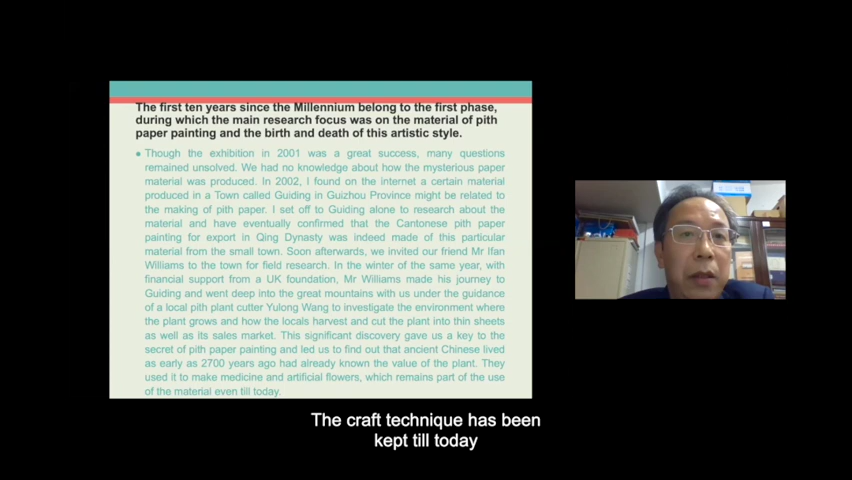 The first ten years since the Millennium belong to the first phase,
during which the main research focus was on the material of pith
paper painting and the birth and death of this artistic style.
Though the exhibition in 2001 was a great success, many questions
remained unsolved. We had no knowledge about how the mysterious paper
material was produced. In 2002, I found on the internet a certain material
produced in a Town called Guiding in Guizhou Province might be related to
the making of pith paper. I set off to Guiding alone to research about the
material and have eventually confirmed that the Cantonese pith paper
painting for export in Qing Dynasty was indeed made of this particular
material from the small town. Soon afterwards, we invited our friend Mr Ifan
Williams to the town for field research. In the winter of the same year, with
financial support from a UK foundation, Mr Williams made his journey to
Guiding and went deep into the great mountains with us under the guidance
of a local pith plant cutter Yulong Wang to investigate the environment where
the plant grows and how the locals harvest and cut the plant into thin sheets
as well as its sales market. This significant discovery gave us a key to the
secret of pith paper painting and led us to find out that ancient Chinese lived
as early as 2700 years ago had already known the value of the plant. They
used it to make medicine and artificial flowers, which remains part of the use
of the material even till today.
The craft technique has been
kept till today